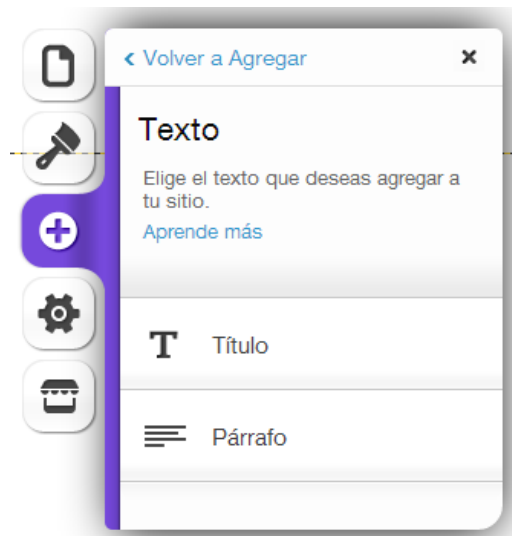 Volver a Agregar
Texto
Elige el texto que deseas agregar a
tu sitio.
Aprende más
T Título
Párrafo